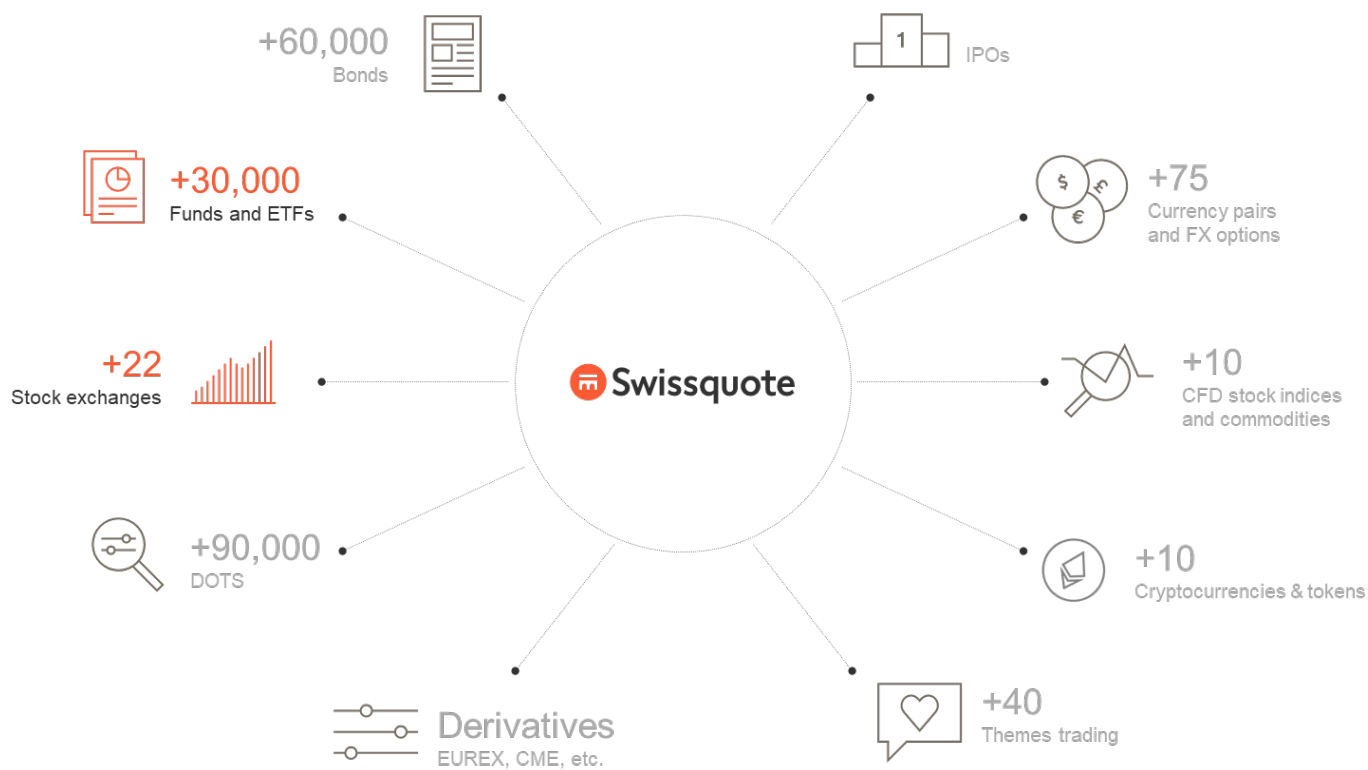 +60,000
Bonds
1
IPOs
+30,000
Funds and ETFs
$ £
€
+75
Currency pairs
and FX options
+22
Stock exchanges
Swissquote
+10
CFD stock indices
and commodities
+90,000
DOTS
+10
Cryptocurrencies & tokens
Derivatives
EUREX, CME, etc.
+40
Themes trading